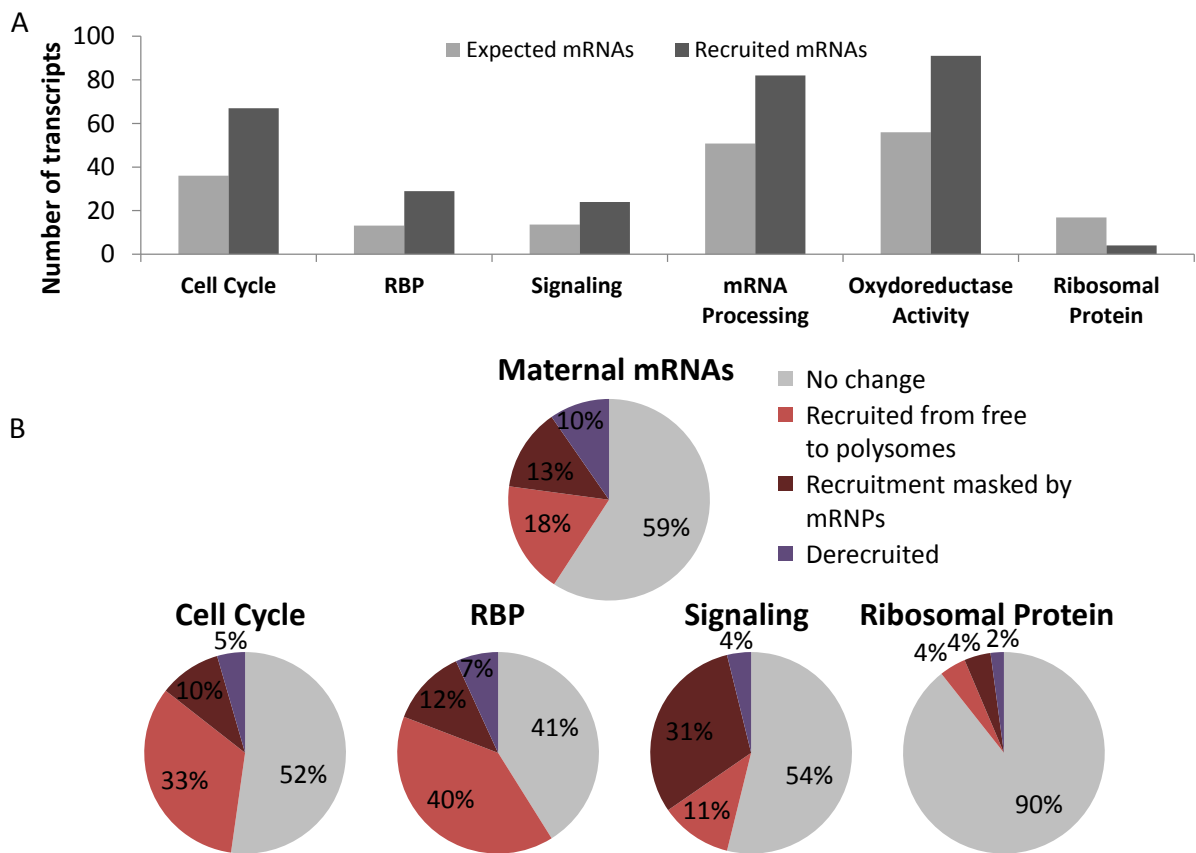 A
Number of transcripts
100
80
60
40
20
0
Expected mRNAs
Recruited mRNAs
Cell Cycle
RBP
Signaling
mRNA
Processing
Oxydoreductase
Activity
Ribosomal
Protein
B
Maternal mRNAs
10%
13%
18%
59%
No change
Recruited from free
to polysomes
Recruitment masked by
mRNPs
Derecruited
Cell Cycle
5%
10%
33%
52%
RBP
7%
12%
40%
41%
Signaling
4%
31%
11%
54%
Ribosomal Protein
4%
4%
2%
90%